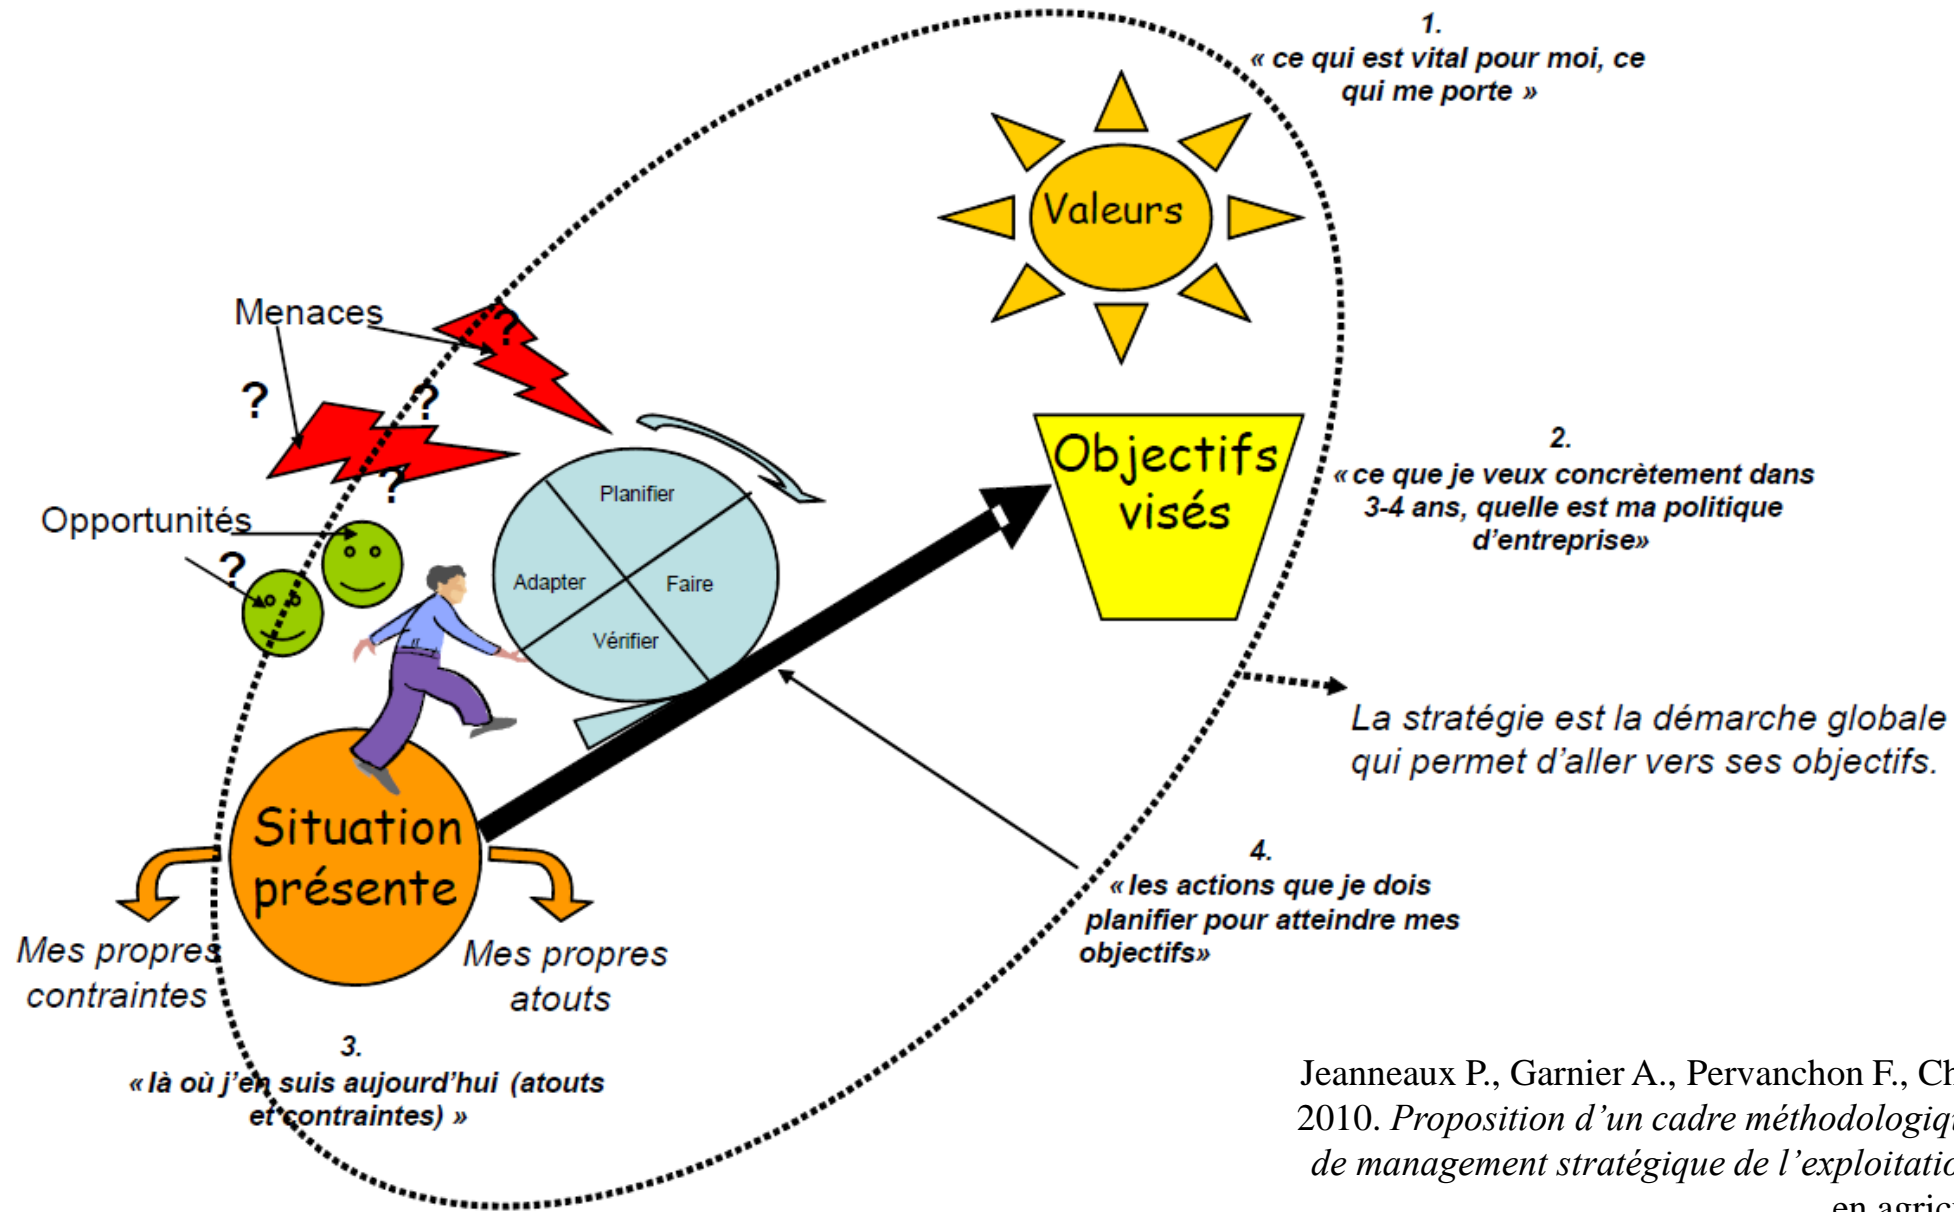 1.
« ce qui est vital pour moi, ce
qui me porte »
Valeurs
Menaces
?
?
?
?
Opportunités
?
Planifier
Adapter
Faire
Vérifier
Objectifs
visés
2.
« ce que je veux concrètement dans
3-4 ans, quelle est ma politique
d’entreprise»
La stratégie est la démarche globale
qui permet d’aller vers ses objectifs.
Situation
présente
Mes propres
contraintes
Mes propres
atouts
3.
« là où j’en suis aujourd’hui (atouts
et contraintes) »
4.
« les actions que je dois
planifier pour atteindre mes
objectifs»
Jeanneaux P., Garnier A., Pervanchon F., Ch
2010. Proposition d’un cadre méthodologiqu
de management stratégique de l’exploitatio
en agric